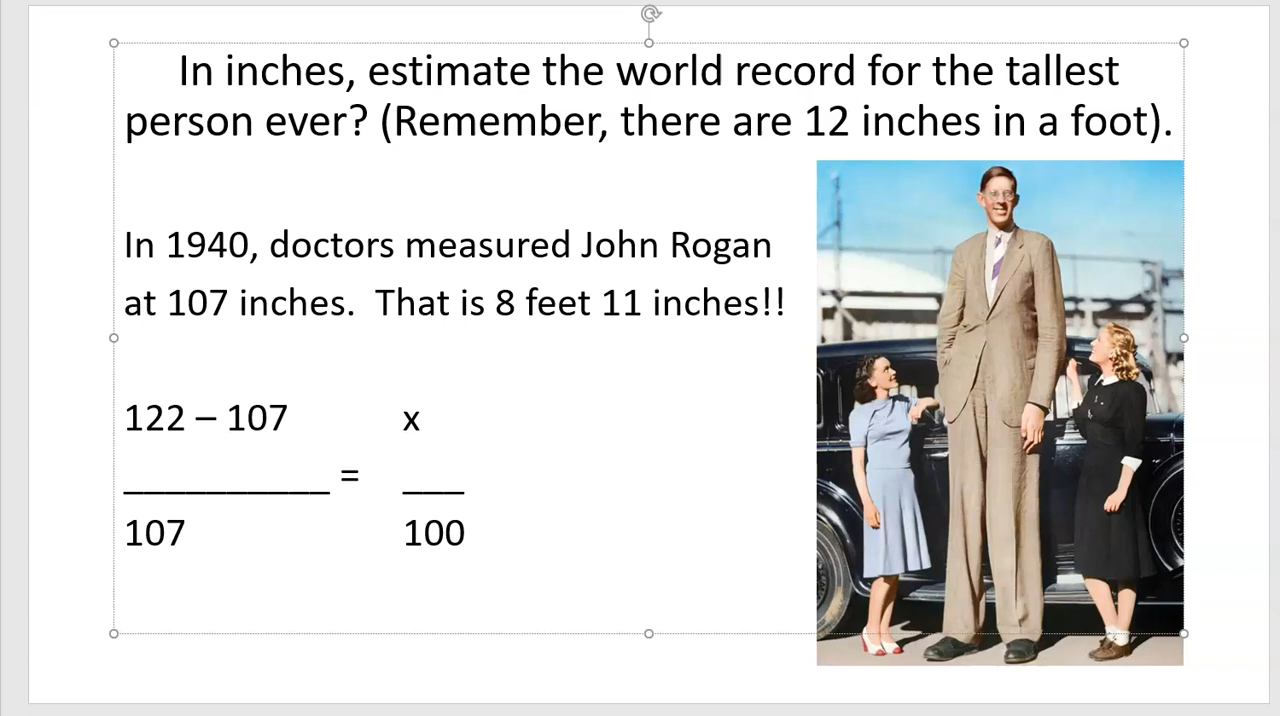 In inches, estimate the world record for the tallest
person ever? (Remember, there are 12 inches in a foot).
In 1940, doctors measured John Rogan
at 107 inches.  That is 8 feet 11 inches!!
122 – 107 x
__________ = ___
107 100